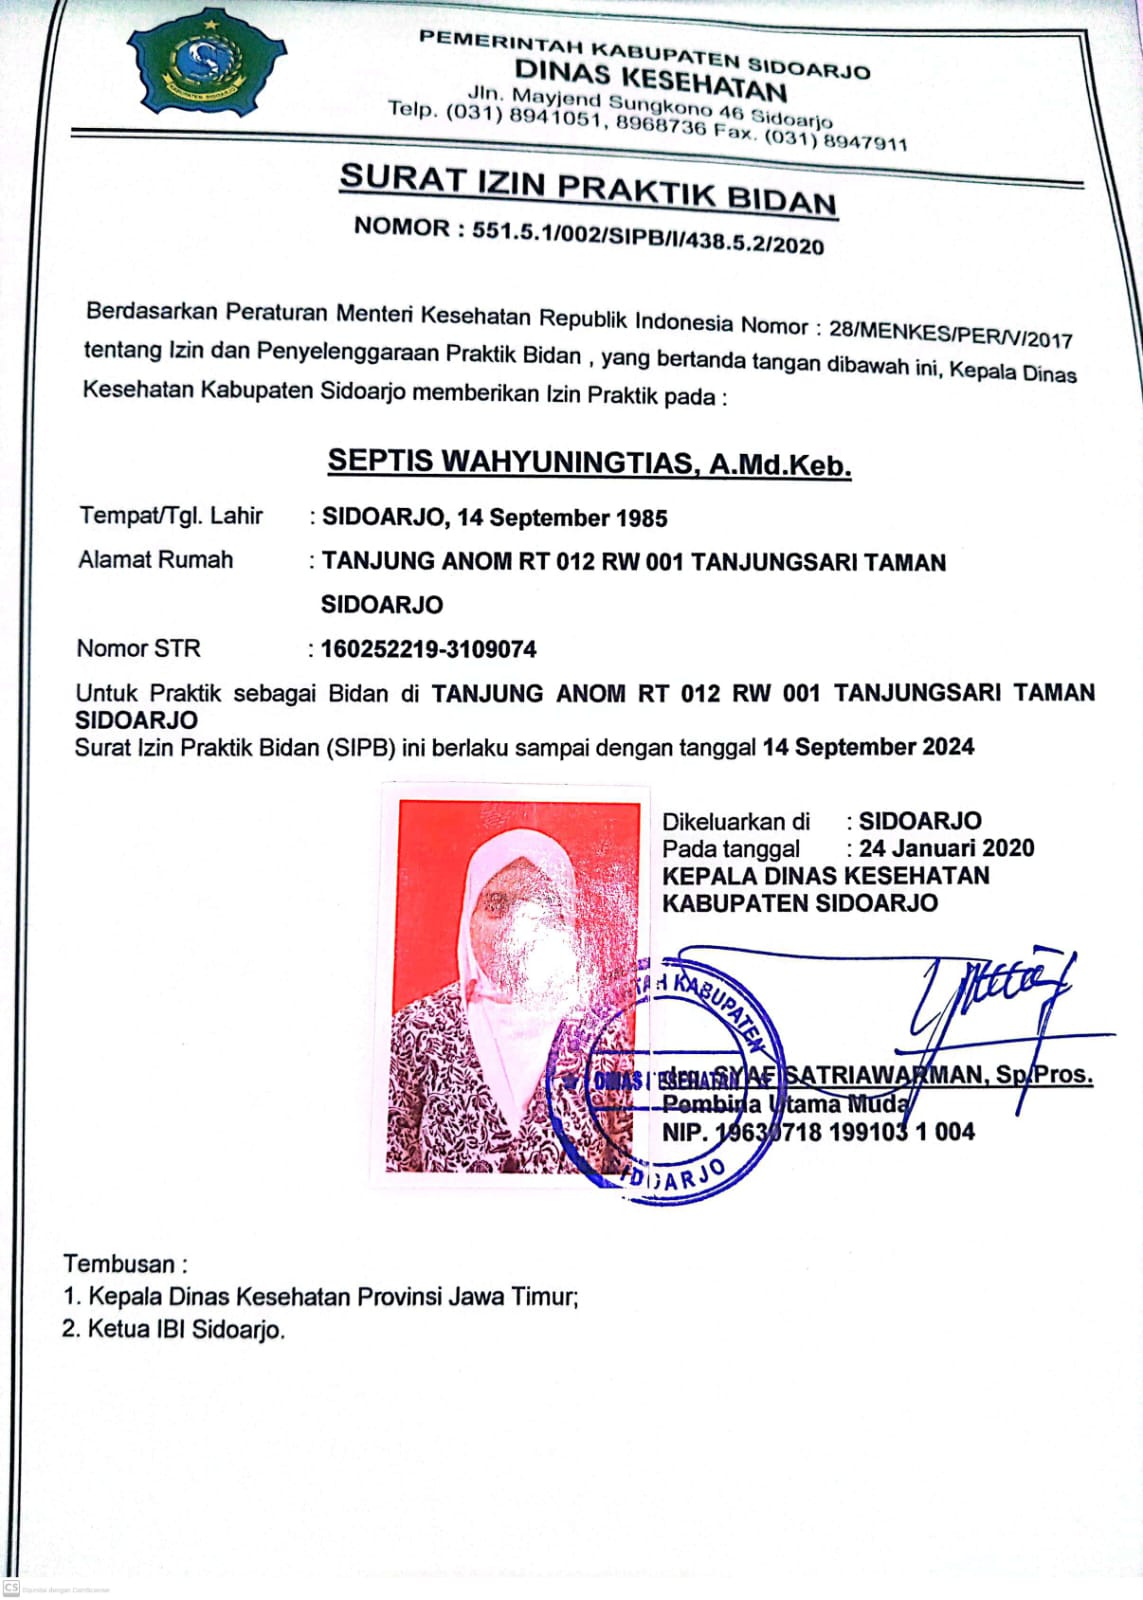 PEMERINTAH KABUPATEN SIDOARJO
DINAS KESEHATAN
Jln. Mayjend Sungkono 46 Sidoarjo
Telp. (031) 8941051, 8968736 Fax. (031) 8947911
KABUPATEN SIDOARJO
SURAT IZIN PRAKTIK BIDAN
NOMOR : 551.5.1/002/SIPB/I/438.5.2/2020
Berdasarkan Peraturan Menteri Kesehatan Republik Indonesia Nomor : 28/MENKES/PER/V/2017
tentang Izin dan Penyelenggaraan Praktik Bidan , yang bertanda tangan dibawah ini, Kepala Dinas
Kesehatan Kabupaten Sidoarjo memberikan Izin Praktik pada :
SEPTIS WAHYUNINGTIAS, A.Md.Keb.
Tempat/Tgl. Lahir : SIDOARJO, 14 September 1985
Alamat Rumah : TANJUNG ANOM RT 012 RW 001 TANJUNGSARI TAMAN
SIDOARJO
Nomor STR : 160252219-3109074
Untuk Praktik sebagai Bidan di TANJUNG ANOM RT 012 RW 001 TANJUNGSARI TAMAN
SIDOARJO
Surat Izin Praktik Bidan (SIPB) ini berlaku sampai dengan tanggal 14 September 2024
Dikeluarkan di : SIDOARJO
Pada tanggal : 24 Januari 2020
KEPALA DINAS KESEHATAN
KABUPATEN SIDOARJO
KABUPATEN
DINAS KESEHATAN
SIDOARJO
SYAF SATRIAWARMAN, Sp.Pros.
Pembina Utama Muda
NIP. 19630718 199103 1 004
Tembusan :
1. Kepala Dinas Kesehatan Provinsi Jawa Timur;
2. Ketua IBI Sidoarjo.
CS Dipindai dengan CamScanner